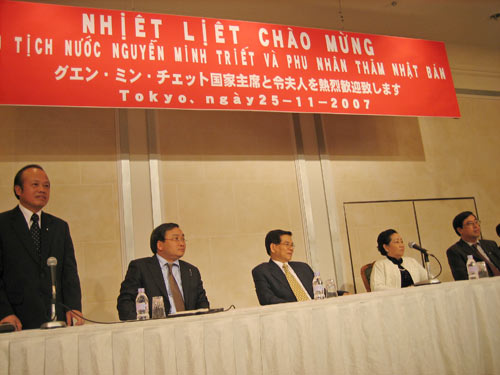 NHIỆT LIỆT CHÀO MỪNG
TỊCH NƯỚC NGUYỄN MINH TRIẾT VÀ PHU NHÂN THĂM NHẬT BẢN
グエン・ミン・チェット国家主席と令夫人を熱烈歓迎致します
Tokyo、ngày25-11-2007